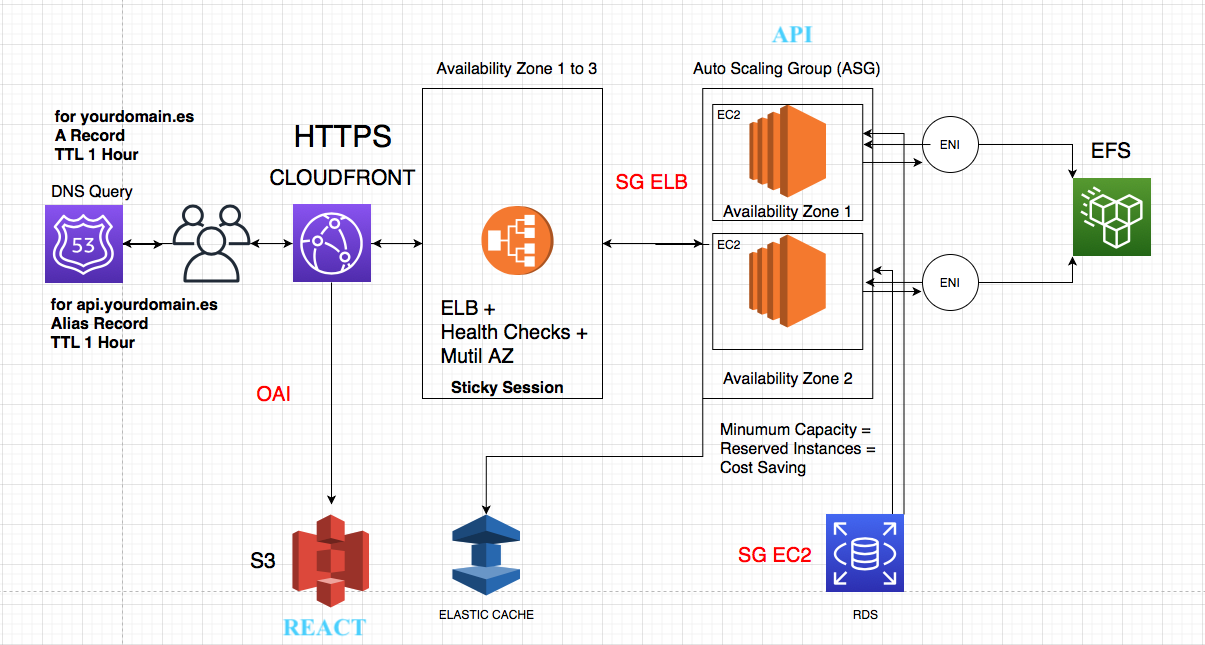 API
Availability Zone 1 to 3
Auto Scaling Group (ASG)
for yourdomain.es
A Record
TTL 1 Hour
HTTPS
CLOUDFRONT
DNS Query
53
for api.yourdomain.es
Alias Record
TTL 1 Hour
ELB +
Health Checks +
Mutil AZ
Sticky Session
SG ELB
EC2
Availability Zone 1
EC2
Availability Zone 2
ENI
ENI
EFS
OAI
Minumum Capacity =
Reserved Instances =
Cost Saving
S3
REACT
ELASTIC CACHE
SG EC2
RDS